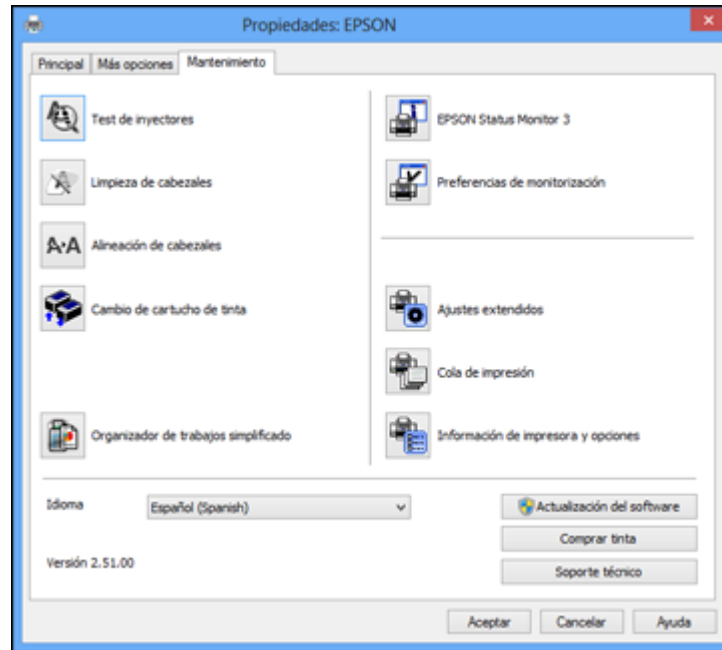 Propiedades: EPSON
Principal
Más opciones
Mantenimiento
Test de inyectores
Limpieza de cabezales
A·A
Alineación de cabezales
Cambio de cartucho de tinta
Organizador de trabajos simplificado
EPSON Status Monitor 3
Preferencias de monitorización
Ajustes extendidos
Cola de impresión
Información de impresora y opciones
Idioma
Español (Spanish)
Versión 2.51.00
Actualización del software
Comprar tinta
Soporte técnico
Aceptar
Cancelar
Ayuda